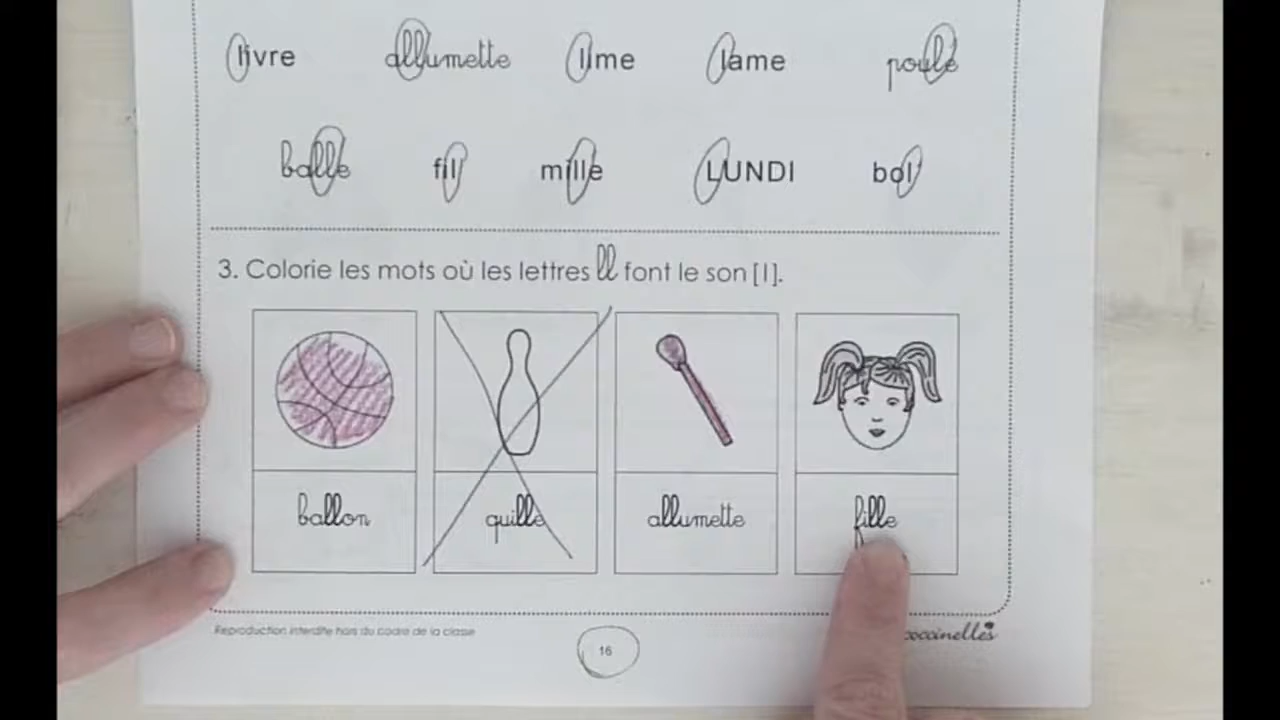 livre allumette lime lame poule
balle fil mille LUNDI bol
3. Colorie les mots où les lettres ll font le son [l].
ballon quille allumette fille
Reproduction interdite hors du cadre de la classe
16
coccinelles